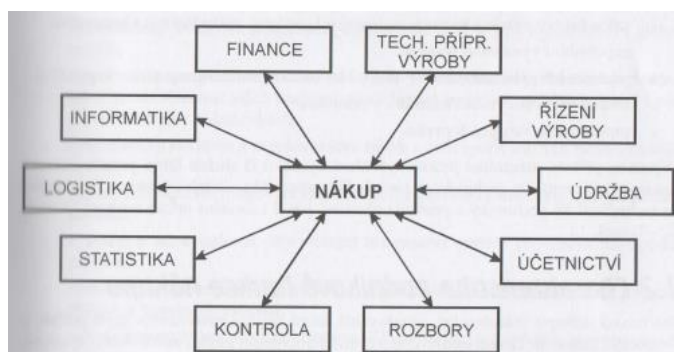 FINANCE
TECH. PŘÍPR.
VÝROBY
INFORMATIKA
ŘÍZENÍ
VÝROBY
LOGISTIKA
NÁKUP
ÚDRŽBA
STATISTIKA
ÚČETNICTVÍ
KONTROLA
ROZBORY